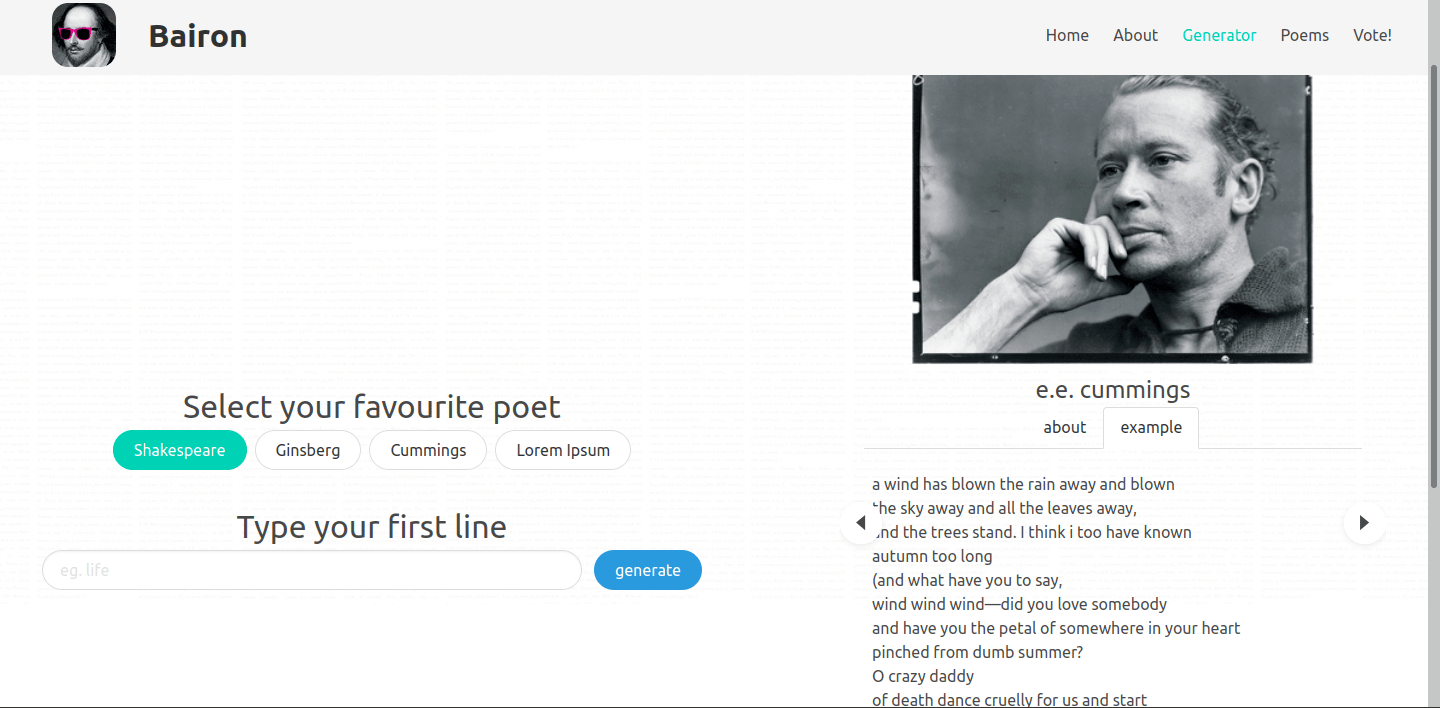 Bairon
Home About Generator Poems Vote!
Select your favourite poet
Shakespeare Ginsberg Cummings Lorem Ipsum
Type your first line
eg. life generate
e.e. cummings
about example
a wind has blown the rain away and blown
the sky away and all the leaves away,
and the trees stand. I think i too have known
autumn too long
(and what have you to say,
wind wind wind—did you love somebody
and have you the petal of somewhere in your heart
pinched from dumb summer?
O crazy daddy
of death dance cruelly for us and start